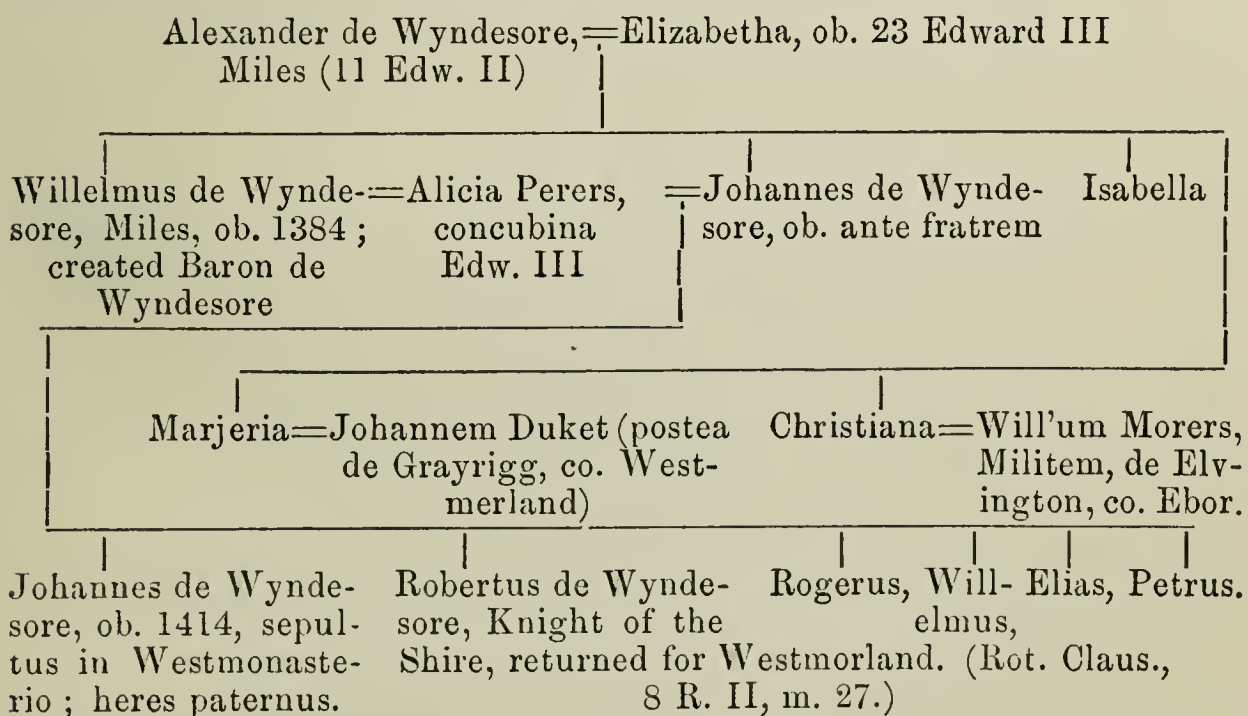 Alexander de Wyndesore,=Elizabetha, ob. 23 Edward III
Miles (11 Edw. II)
Willelmus de Wynde-=Alicia Perers, =Johannes de Wynde- Isabella
sore, Miles, ob. 1384 ; concubina sore, ob. ante fratrem
created Baron de Edw. III
Wyndesore
Marjeria=Johannem Duket (postea Christiana=Will'um Morers,
de Grayrigg, co. West- Militem, de Elv-
merland) ington, co. Ebor.
Johannes de Wynde- Robertus de Wynde- Rogerus, Will- Elias, Petrus.
sore, ob. 1414, sepul- sore, Knight of the elmus,
tus in Westmonaste- Shire, returned for Westmorland. (Rot. Claus.,
rio ; heres paternus. 8 R. II, m. 27.)